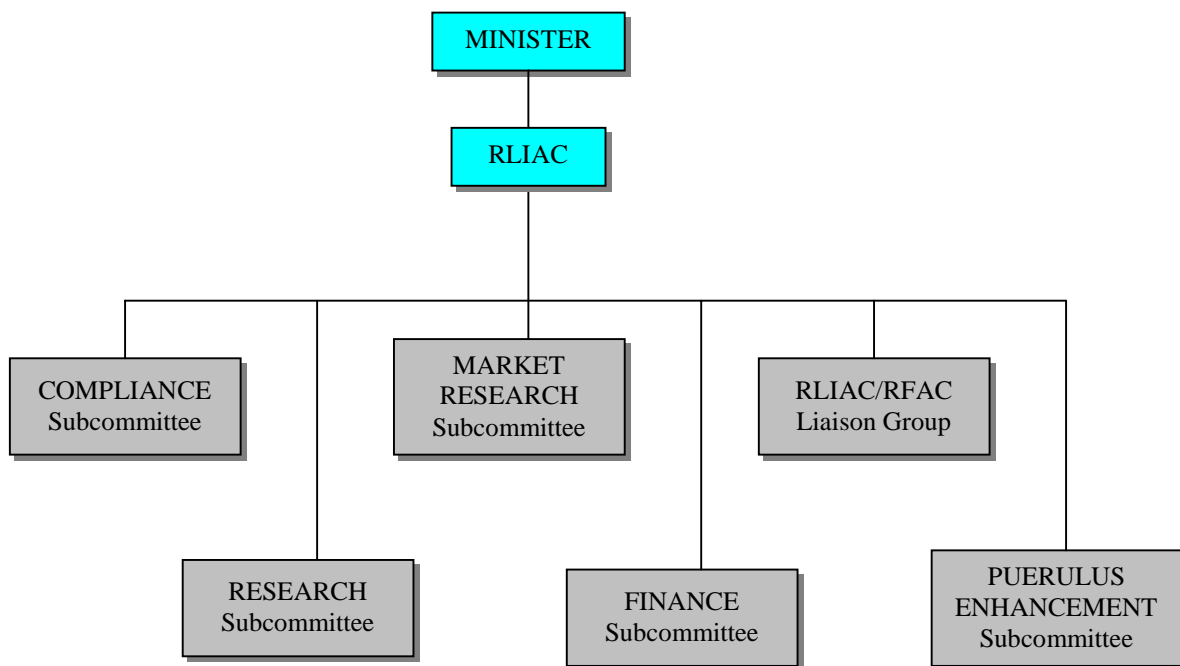 MINISTER
RLIAC
COMPLIANCE
Subcommittee
MARKET
RESEARCH
Subcommittee
RLIAC/RFAC
Liaison Group
RESEARCH
Subcommittee
FINANCE
Subcommittee
PUERULUS
ENHANCEMENT
Subcommittee